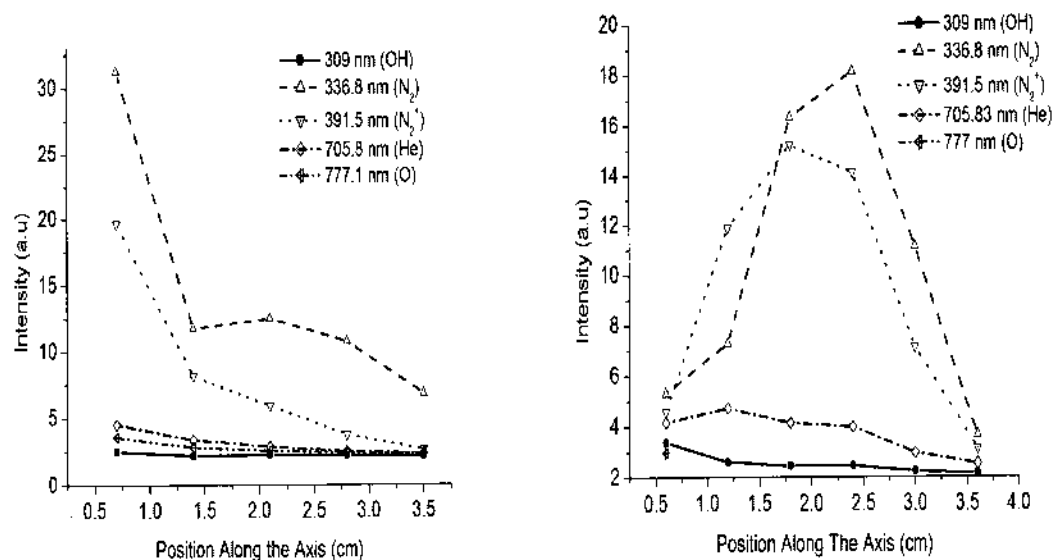 309 nm (OH)
336.8 nm (N₂)
391.5 nm (N₂⁺)
705.8 nm (He)
777.1 nm (O)
Intensity (a.u)
30
25
20
15
10
5
0
0.5 1.0 1.5 2.0 2.5 3.0 3.5
Position Along the Axis (cm)
309 nm (OH)
336.8 nm (N₂)
391.5 nm (N₂⁺)
705.83 nm (He)
777 nm (O)
Intensity (a.u)
20
18
16
14
12
10
8
6
4
2
0.5 1.0 1.5 2.0 2.5 3.0 3.5 4.0
Position Along The Axis (cm)